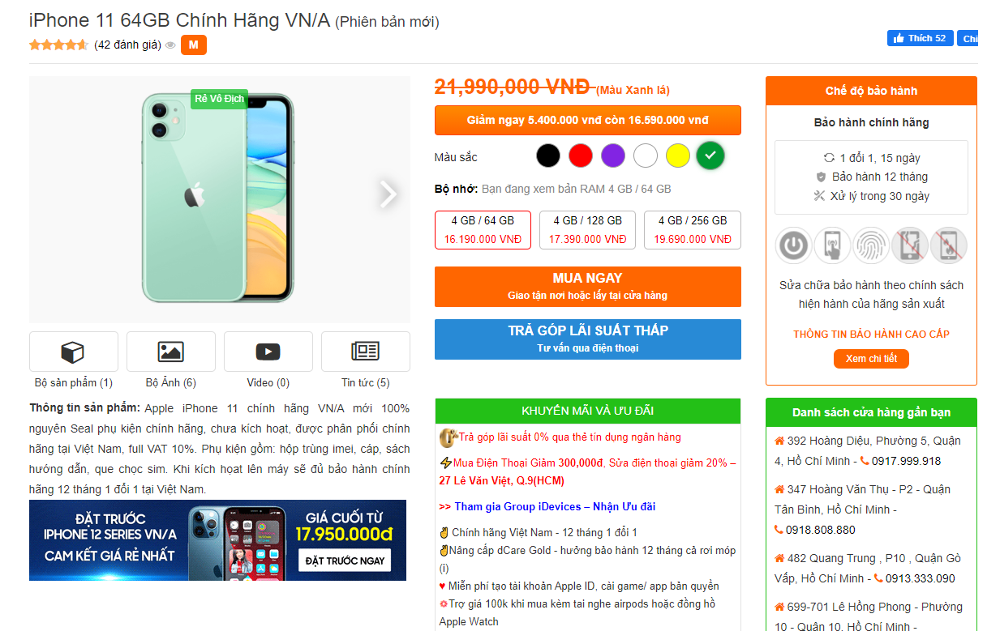 iPhone 11 64GB Chính Hãng VN/A (Phiên bản mới)
(42 đánh giá) M
Thích 52
Chi
Rẻ Vô Địch
Bộ sản phẩm (1)
Bộ Ảnh (6)
Video (0)
Tin tức (5)
Thông tin sản phẩm: Apple iPhone 11 chính hãng VN/A mới 100%
nguyên Seal phụ kiện chính hãng, chưa kích hoạt, được phân phối chính
hãng tại Việt Nam, full VAT 10%. Phụ kiện gồm: hộp trùng imei, cáp, sách
hướng dẫn, que chọc sim. Khi kích hoạt lên máy sẽ đủ bảo hành chính
hãng 12 tháng 1 đổi 1 tại Việt Nam.
ĐẶT TRƯỚC
IPHONE 12 SERIES VN/A
CAM KẾT GIÁ RẺ NHẤT
GIÁ CUỐI TỪ
17.950.000đ
ĐẶT TRƯỚC NGAY
21,990,000 VNĐ (Màu Xanh lá)
Giảm ngay 5.400.000 vnđ còn 16.590.000 vnđ
Màu sắc
Bộ nhớ: Bạn đang xem bản RAM 4 GB / 64 GB
4 GB / 64 GB
16.190.000 VNĐ
4 GB / 128 GB
17.390.000 VNĐ
4 GB / 256 GB
19.690.000 VNĐ
MUA NGAY
Giao tận nơi hoặc lấy tại cửa hàng
TRẢ GÓP LÃI SUẤT THẤP
Tư vấn qua điện thoại
KHUYẾN MÃI VÀ ƯU ĐÃI
Trả góp lãi suất 0% qua thẻ tín dụng ngân hàng
Mua Điện Thoại Giảm 300,000đ, Sửa điện thoại giảm 20% –
27 Lê Văn Việt, Q.9(HCM)
>> Tham gia Group iDevices – Nhận Ưu đãi
Chính hãng Việt Nam - 12 tháng 1 đổi 1
Nâng cấp dCare Gold - hưởng bảo hành 12 tháng cả rơi móp
(i)
♥ Miễn phí tạo tài khoản Apple ID, cài game/ app bản quyền
Trợ giá 100k khi mua kèm tai nghe airpods hoặc đồng hồ
Apple Watch
Chế độ bảo hành
Bảo hành chính hãng
1 đổi 1, 15 ngày
Bảo hành 12 tháng
Xử lý trong 30 ngày
Sửa chữa bảo hành theo chính sách
hiện hành của hãng sản xuất
THÔNG TIN BẢO HÀNH CAO CẤP
Xem chi tiết
Danh sách cửa hàng gần bạn
392 Hoàng Diệu, Phường 5, Quận
4, Hồ Chí Minh - 0917.999.918
347 Hoàng Văn Thụ - P2 - Quận
Tân Bình, Hồ Chí Minh -
0918.808.880
482 Quang Trung , P10 , Quận Gò
Vấp, Hồ Chí Minh - 0913.333.090
699-701 Lê Hồng Phong - Phường
10 - Quận 10, Hồ Chí Minh -